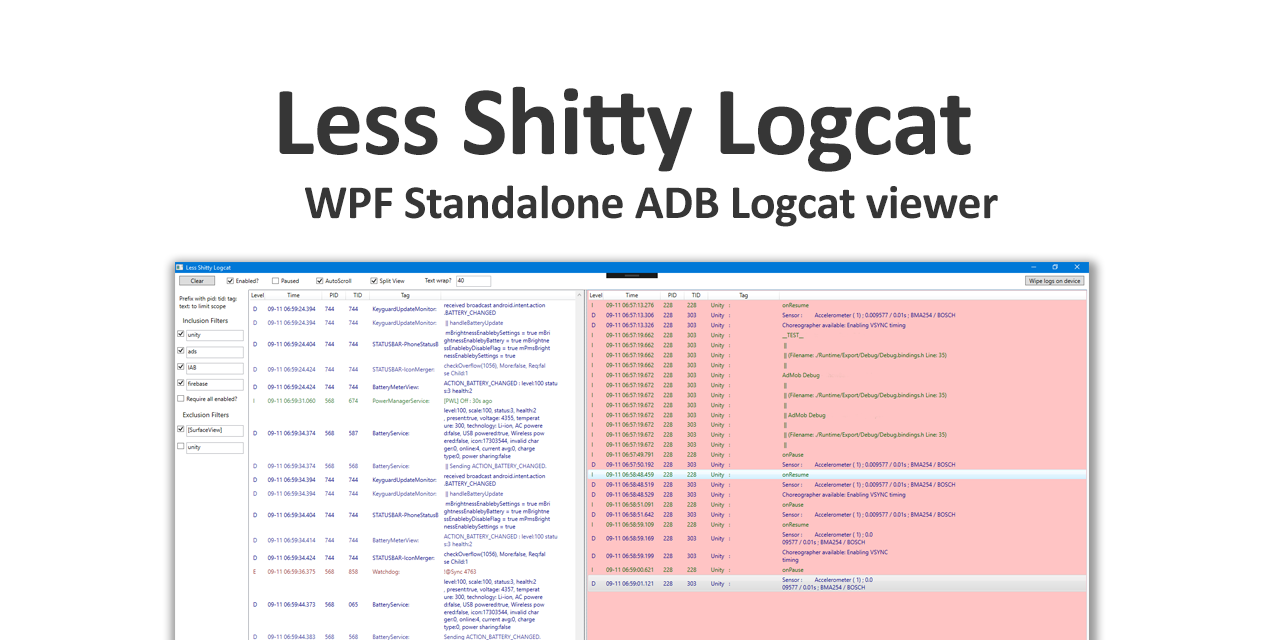 Less Shitty Logcat
WPF Standalone ADB Logcat viewer
Less Shitty Logcat
Clear Enabled? Paused AutoScroll Split View Text wrap? 40 Wipe logs on device
Prefix with pid: tid: tag:
text: to limit scope
Inclusion Filters
unity
ads
IAB
firebase
Require all enabled?
Exclusion Filters
[SurfaceView]
unity
Level Time PID TID Tag
D 09-11 06:59:24.394 744 744 KeyguardUpdateMonitor: received broadcast android.intent.action
.BATTERY_CHANGED
D 09-11 06:59:24.394 744 744 KeyguardUpdateMonitor: || handleBatteryUpdate
D 09-11 06:59:24.404 744 744 STATUSBAR-PhoneStatusB mBrightnessEnablebySettings = true mBri
ghtnessEnablebyBattery = true mBrightne
ssEnablebyDisableFlag = true mPmsBright
nessEnablebySettings = true
D 09-11 06:59:24.424 744 744 STATUSBAR-IconMerger: checkOverflow(1056), More:false, Req:fal
se Child:1
D 09-11 06:59:24.424 744 744 BatteryMeterView: ACTION_BATTERY_CHANGED : level:100 statu
s:3 health:2
I 09-11 06:59:31.060 568 674 PowerManagerService: [PWL] Off : 30s ago
D 09-11 06:59:34.374 568 587 BatteryService: level:100, scale:100, status:3, health:2
, present:true, voltage: 4355, temperat
ure: 300, technology: Li-ion, AC powere
d:false, USB powered:true, Wireless pow
ered:false, icon:17303544, invalid char
ger:0, online:4, current avg:0, charge
type:0, power sharing:false
D 09-11 06:59:34.374 568 568 BatteryService: || Sending ACTION_BATTERY_CHANGED.
D 09-11 06:59:34.394 744 744 KeyguardUpdateMonitor: received broadcast android.intent.action
.BATTERY_CHANGED
D 09-11 06:59:34.394 744 744 KeyguardUpdateMonitor: || handleBatteryUpdate
D 09-11 06:59:34.404 744 744 STATUSBAR-PhoneStatusB mBrightnessEnablebySettings = true mBri
ghtnessEnablebyBattery = true mBrightne
ssEnablebyDisableFlag = true mPmsBright
nessEnablebySettings = true
D 09-11 06:59:34.414 744 744 BatteryMeterView: ACTION_BATTERY_CHANGED : level:100 statu
s:3 health:2
D 09-11 06:59:34.424 744 744 STATUSBAR-IconMerger: checkOverflow(1056), More:false, Req:fal
se Child:1
E 09-11 06:59:36.375 568 858 Watchdog: !@Sync 4763
D 09-11 06:59:44.373 568 065 BatteryService: level:100, scale:100, status:3, health:2
, present:true, voltage: 4357, temperat
ure: 300, technology: Li-ion, AC powere
d:false, USB powered:true, Wireless pow
ered:false, icon:17303544, invalid char
ger:0, online:4, current avg:0, charge
type:0, power sharing:false
D 09-11 06:59:44.383 568 568 BatteryService: Sending ACTION_BATTERY_CHANGED.
Level Time PID TID Tag
I 09-11 06:57:13.276 228 228 Unity : onResume
D 09-11 06:57:13.306 228 303 Unity : Sensor : Accelerometer ( 1) ; 0.009577 / 0.01s ; BMA254 / BOSCH
D 09-11 06:57:13.326 228 303 Unity : Choreographer available: Enabling VSYNC timing
I 09-11 06:57:19.662 228 303 Unity : __TEST__
I 09-11 06:57:19.662 228 303 Unity : ||
I 09-11 06:57:19.662 228 303 Unity : || (Filename: ./Runtime/Export/Debug/Debug.bindings.h Line: 35)
I 09-11 06:57:19.662 228 303 Unity : ||
I 09-11 06:57:19.672 228 303 Unity : AdMob Debug
I 09-11 06:57:19.672 228 303 Unity : ||
I 09-11 06:57:19.672 228 303 Unity : || (Filename: ./Runtime/Export/Debug/Debug.bindings.h Line: 35)
I 09-11 06:57:19.672 228 303 Unity : ||
I 09-11 06:57:19.672 228 303 Unity : || AdMob Debug
I 09-11 06:57:19.672 228 303 Unity : ||
I 09-11 06:57:19.672 228 303 Unity : || (Filename: ./Runtime/Export/Debug/Debug.bindings.h Line: 35)
I 09-11 06:57:19.672 228 303 Unity : ||
I 09-11 06:57:49.791 228 228 Unity : onPause
D 09-11 06:57:50.192 228 303 Unity : Sensor : Accelerometer ( 1) ; 0.009577 / 0.01s ; BMA254 / BOSCH
I 09-11 06:58:48.459 228 228 Unity : onResume
D 09-11 06:58:48.519 228 303 Unity : Sensor : Accelerometer ( 1) ; 0.009577 / 0.01s ; BMA254 / BOSCH
D 09-11 06:58:48.529 228 303 Unity : Choreographer available: Enabling VSYNC timing
I 09-11 06:58:51.091 228 228 Unity : onPause
D 09-11 06:58:51.642 228 303 Unity : Sensor : Accelerometer ( 1) ; 0.009577 / 0.01s ; BMA254 / BOSCH
I 09-11 06:58:59.109 228 228 Unity : onResume
D 09-11 06:58:59.169 228 303 Unity : Sensor : Accelerometer ( 1) ; 0.0
09577 / 0.01s ; BMA254 / BOSCH
D 09-11 06:58:59.199 228 303 Unity : Choreographer available: Enabling VSYNC
timing
I 09-11 06:59:00.621 228 228 Unity : onPause
D 09-11 06:59:01.121 228 303 Unity : Sensor : Accelerometer ( 1) ; 0.0
09577 / 0.01s ; BMA254 / BOSCH